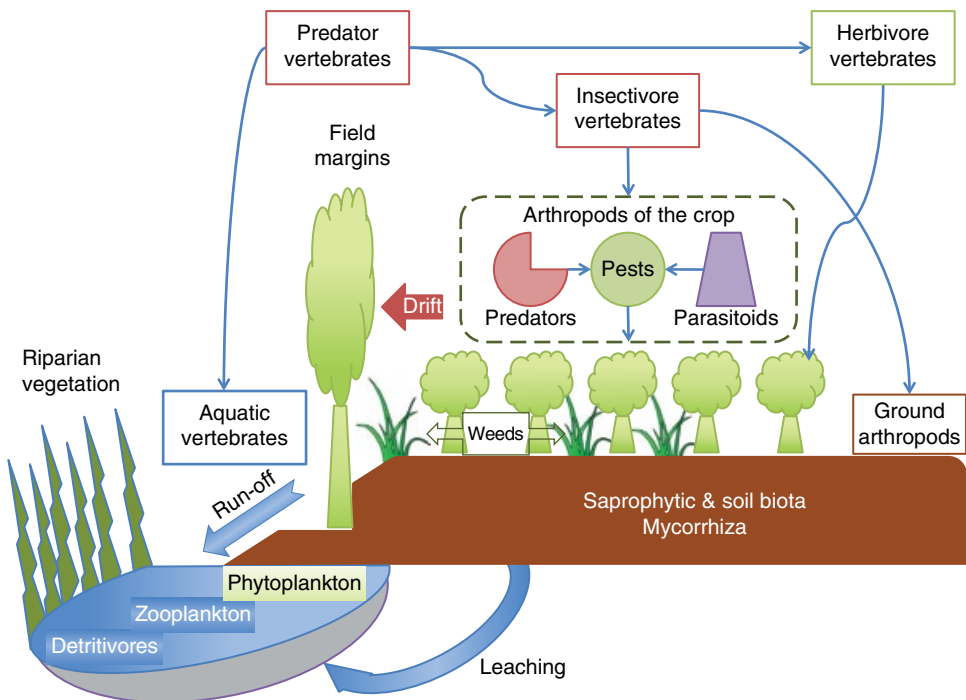 Predator
vertebrates
Herbivore
vertebrates
Insectivore
vertebrates
Field
margins
Arthropods of the crop
Pests
Predators
Parasitoids
Drift
Riparian
vegetation
Aquatic
vertebrates
Weeds
Ground
arthropods
Run-off
Saprophytic & soil biota
Mycorrhiza
Phytoplankton
Zooplankton
Detritivores
Leaching